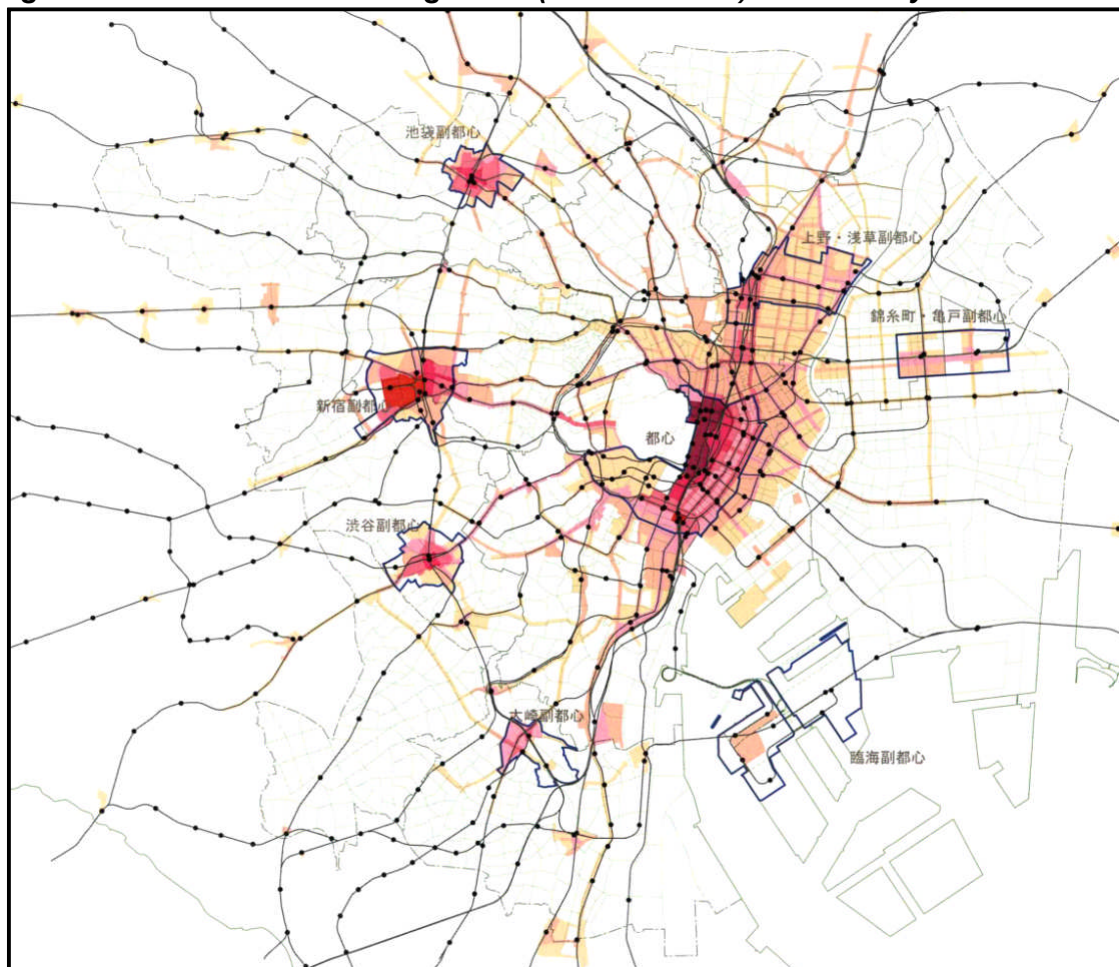 池袋副都心
上野・浅草副都心
錦糸町・亀戸副都心
新宿副都心
都心
渋谷副都心
大崎副都心
臨海副都心